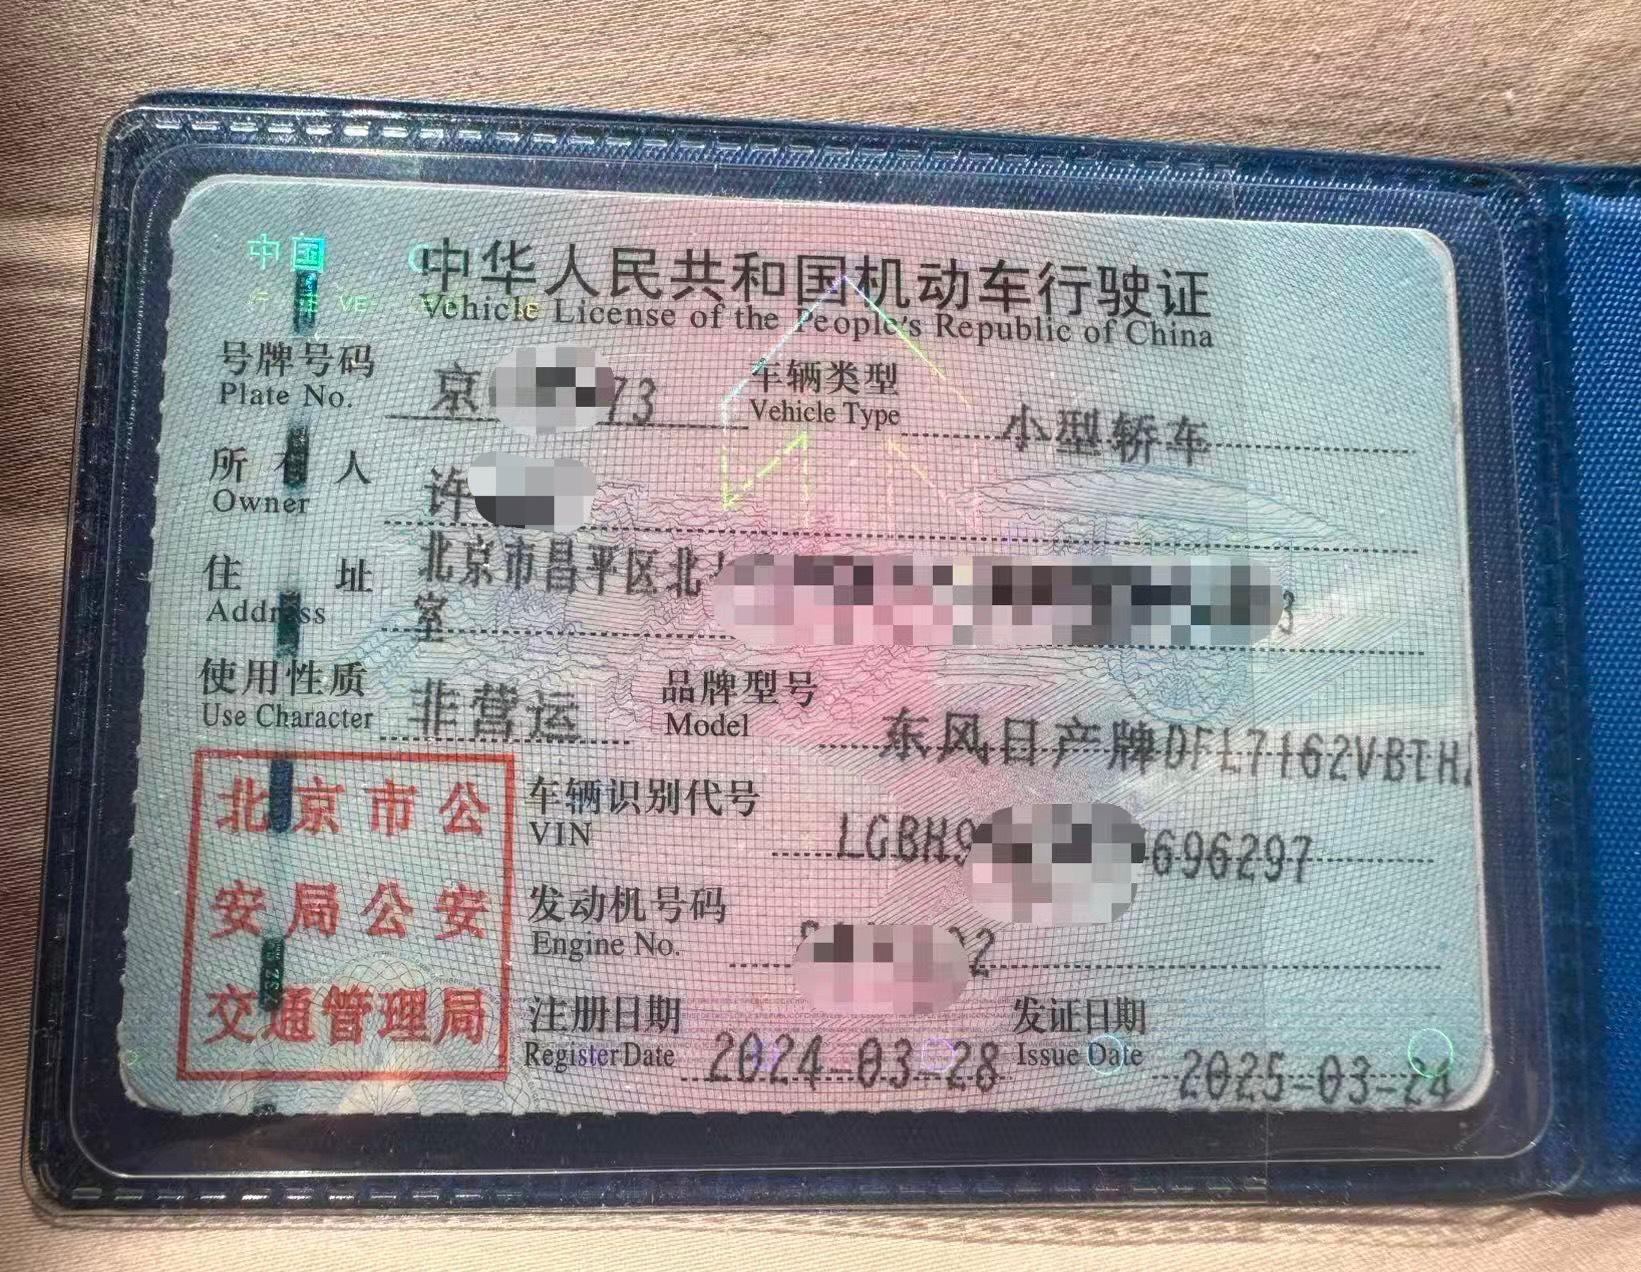 中国
中华人民共和国机动车行驶证
Vehicle License of the People's Republic of China
号牌号码 京 73 车辆类型 小型轿车
Plate No. Vehicle Type
所有人 许
Owner
住址 北京市昌平区北
Address 室
使用性质 非营运 品牌型号 东风日产牌DFL7162VBTH
Use Character Model
北京市公
安局公安
交通管理局
车辆识别代号 LGBH9 696297
VIN
发动机号码 2
Engine No.
注册日期 2024-03-28 发证日期 2025-03-24
Register Date Issue Date